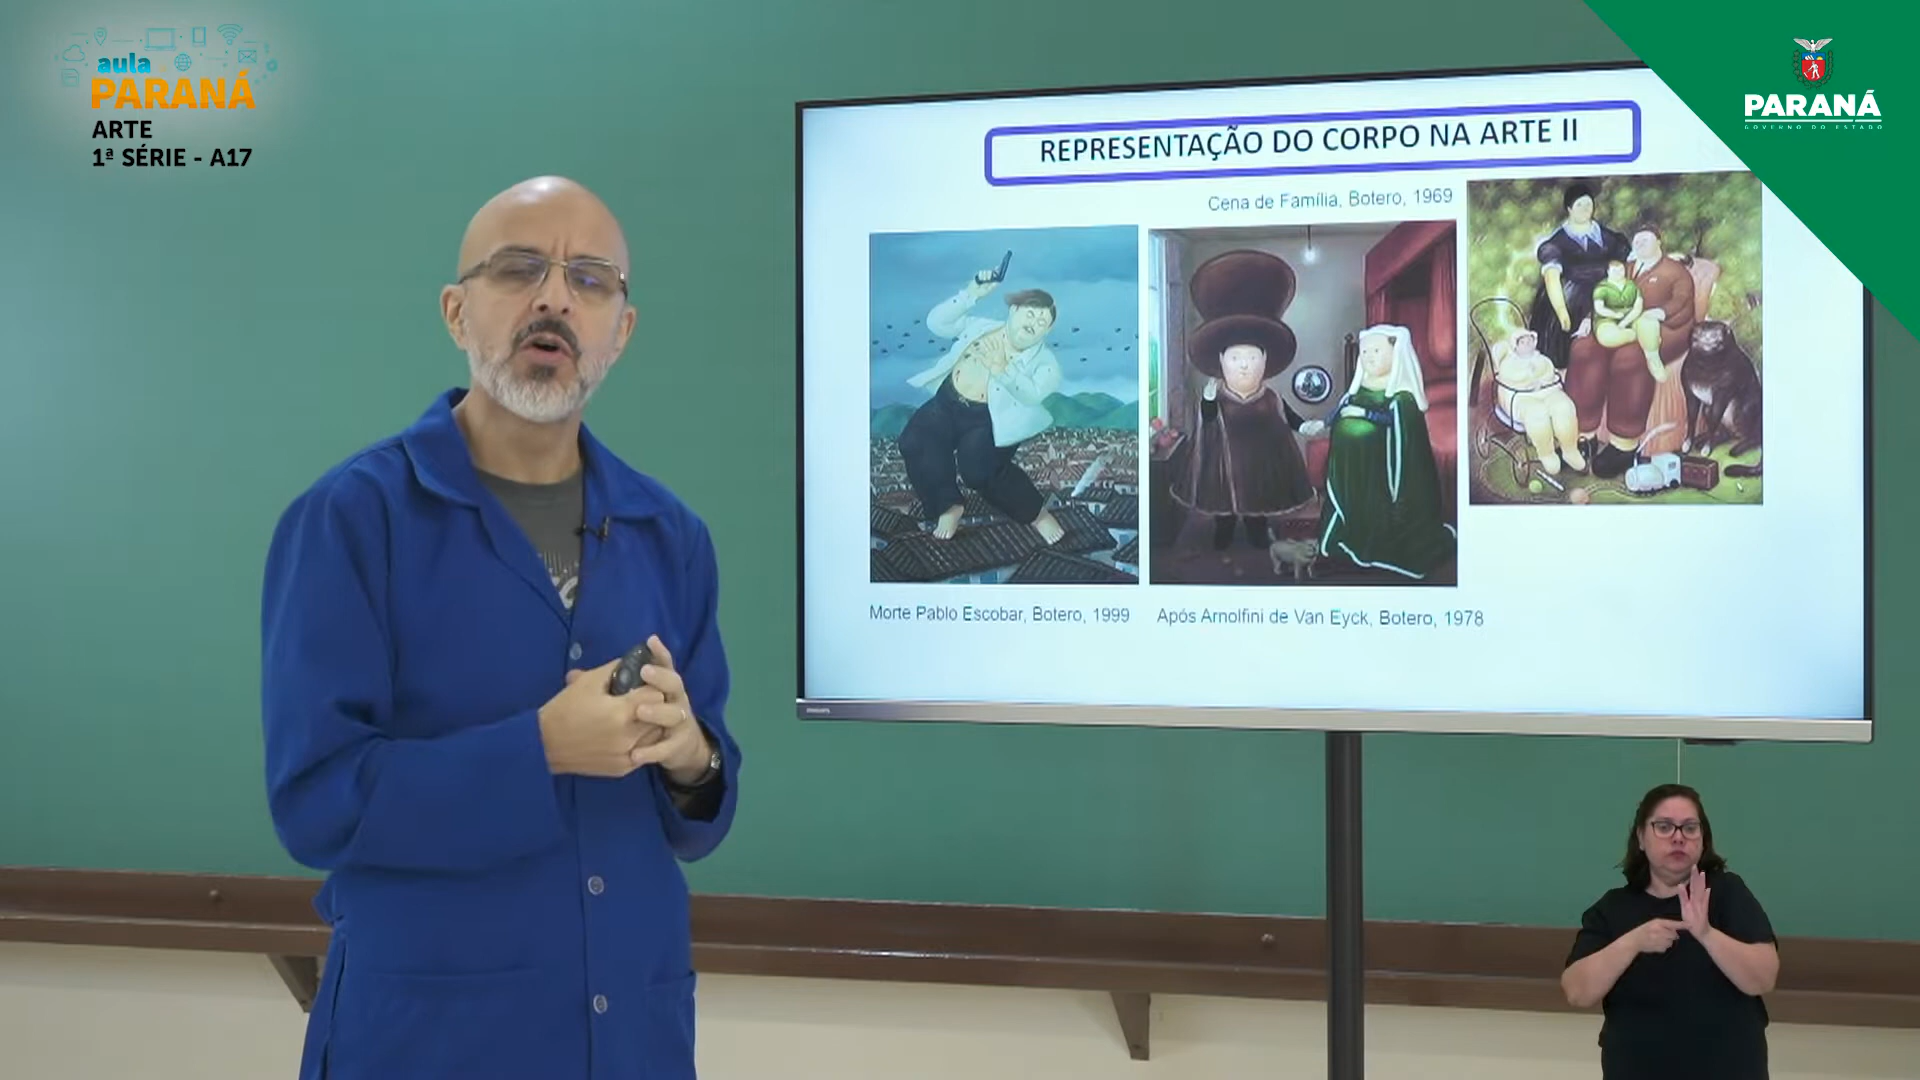 aula
PARANÁ
ARTE
1ª SÉRIE - A17
PARANÁ
GOVERNO DO ESTADO
REPRESENTAÇÃO DO CORPO NA ARTE II
Cena de Família, Botero, 1969
Morte Pablo Escobar, Botero, 1999
Após Arnolfini de Van Eyck, Botero, 1978
PHILIPS